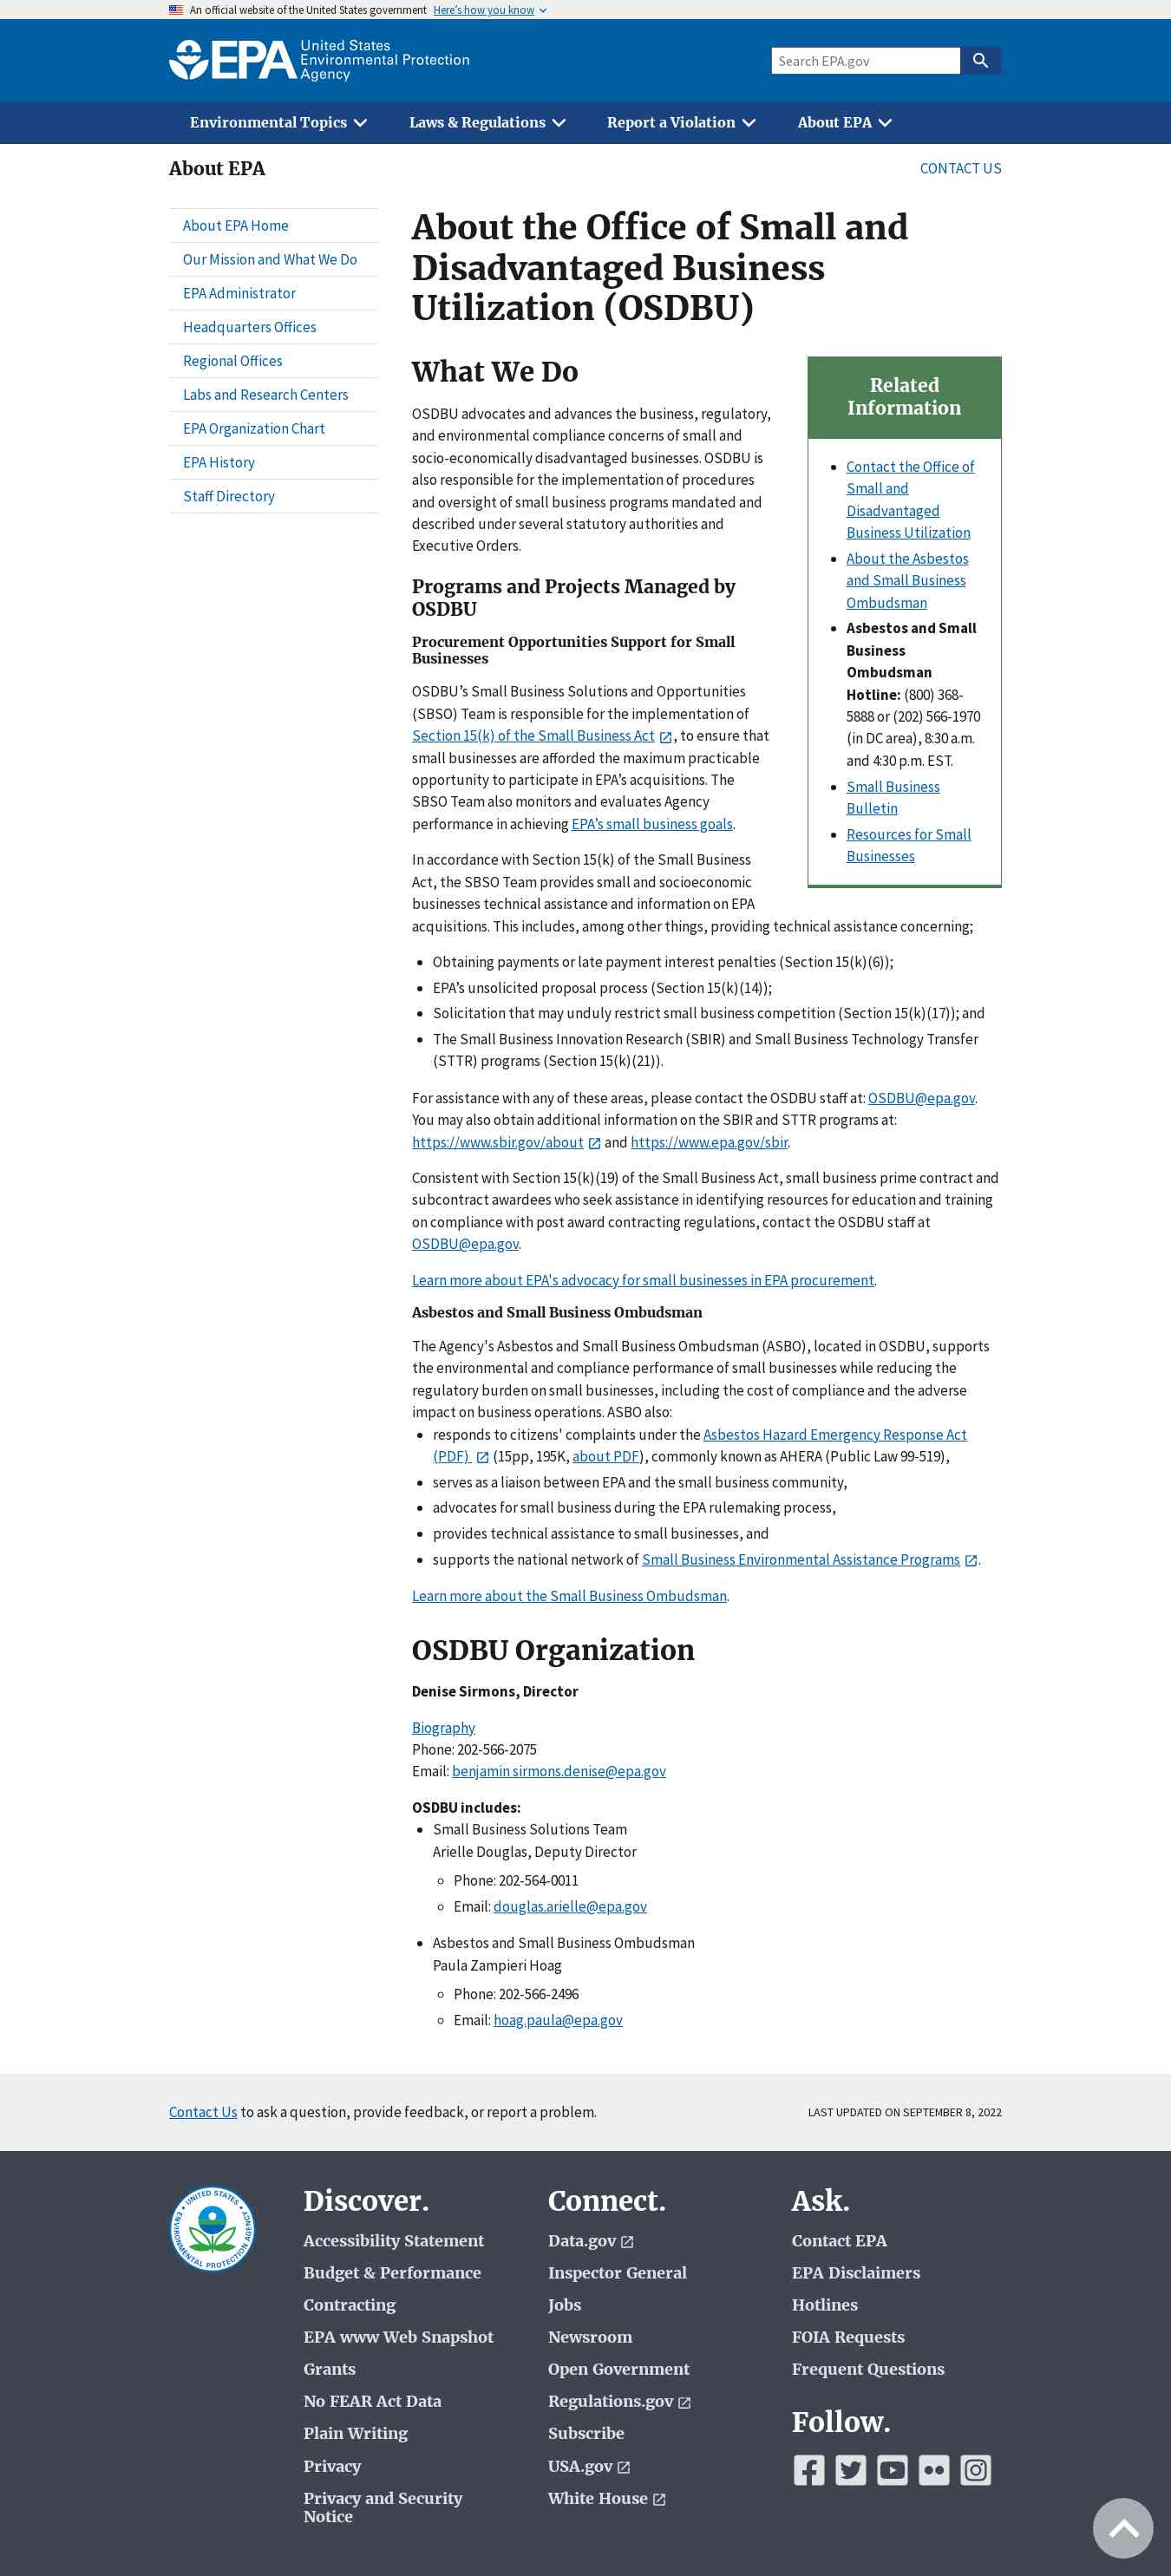 An official website of the United States government Here's how you know
EPA United States
Environmental Protection
Agency
Search EPA.gov
Environmental Topics Laws & Regulations Report a Violation About EPA
About EPA
CONTACT US
About EPA Home
Our Mission and What We Do
EPA Administrator
Headquarters Offices
Regional Offices
Labs and Research Centers
EPA Organization Chart
EPA History
Staff Directory
About the Office of Small and
Disadvantaged Business
Utilization (OSDBU)
What We Do
OSDBU advocates and advances the business, regulatory,
and environmental compliance concerns of small and
socio-economically disadvantaged businesses. OSDBU is
also responsible for the implementation of procedures
and oversight of small business programs mandated and
described under several statutory authorities and
Executive Orders.
Programs and Projects Managed by
OSDBU
Procurement Opportunities Support for Small
Businesses
OSDBU’s Small Business Solutions and Opportunities
(SBSO) Team is responsible for the implementation of
Section 15(k) of the Small Business Act , to ensure that
small businesses are afforded the maximum practicable
opportunity to participate in EPA’s acquisitions. The
SBSO Team also monitors and evaluates Agency
performance in achieving EPA’s small business goals.
In accordance with Section 15(k) of the Small Business
Act, the SBSO Team provides small and socioeconomic
businesses technical assistance and information on EPA
acquisitions. This includes, among other things, providing technical assistance concerning;
Related
Information
• Contact the Office of
Small and
Disadvantaged
Business Utilization
• About the Asbestos
and Small Business
Ombudsman
• Asbestos and Small
Business
Ombudsman
Hotline: (800) 368-
5888 or (202) 566-1970
(in DC area), 8:30 a.m.
and 4:30 p.m. EST.
• Small Business
Bulletin
• Resources for Small
Businesses
• Obtaining payments or late payment interest penalties (Section 15(k)(6));
• EPA’s unsolicited proposal process (Section 15(k)(14));
• Solicitation that may unduly restrict small business competition (Section 15(k)(17)); and
• The Small Business Innovation Research (SBIR) and Small Business Technology Transfer
(STTR) programs (Section 15(k)(21)).
For assistance with any of these areas, please contact the OSDBU staff at: OSDBU@epa.gov.
You may also obtain additional information on the SBIR and STTR programs at:
https://www.sbir.gov/about and https://www.epa.gov/sbir.
Consistent with Section 15(k)(19) of the Small Business Act, small business prime contract and
subcontract awardees who seek assistance in identifying resources for education and training
on compliance with post award contracting regulations, contact the OSDBU staff at
OSDBU@epa.gov.
Learn more about EPA's advocacy for small businesses in EPA procurement.
Asbestos and Small Business Ombudsman
The Agency's Asbestos and Small Business Ombudsman (ASBO), located in OSDBU, supports
the environmental and compliance performance of small businesses while reducing the
regulatory burden on small businesses, including the cost of compliance and the adverse
impact on business operations. ASBO also:
• responds to citizens' complaints under the Asbestos Hazard Emergency Response Act
(PDF) (15pp, 195K, about PDF), commonly known as AHERA (Public Law 99-519),
• serves as a liaison between EPA and the small business community,
• advocates for small business during the EPA rulemaking process,
• provides technical assistance to small businesses, and
• supports the national network of Small Business Environmental Assistance Programs .
Learn more about the Small Business Ombudsman.
OSDBU Organization
Denise Sirmons, Director
Biography
Phone: 202-566-2075
Email: benjamin sirmons.denise@epa.gov
OSDBU includes:
• Small Business Solutions Team
Arielle Douglas, Deputy Director
◦ Phone: 202-564-0011
◦ Email: douglas.arielle@epa.gov
• Asbestos and Small Business Ombudsman
Paula Zampieri Hoag
◦ Phone: 202-566-2496
◦ Email: hoag.paula@epa.gov
Contact Us to ask a question, provide feedback, or report a problem.
LAST UPDATED ON SEPTEMBER 8, 2022
UNITED STATES
ENVIRONMENTAL PROTECTION AGENCY
Discover.
Accessibility Statement
Budget & Performance
Contracting
EPA www Web Snapshot
Grants
No FEAR Act Data
Plain Writing
Privacy
Privacy and Security
Notice
Connect.
Data.gov
Inspector General
Jobs
Newsroom
Open Government
Regulations.gov
Subscribe
USA.gov
White House
Ask.
Contact EPA
EPA Disclaimers
Hotlines
FOIA Requests
Frequent Questions
Follow.